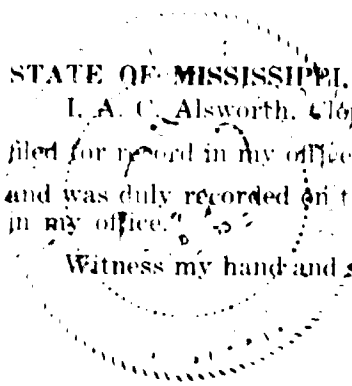 STATE OF MISSISSIPPI,
I, A. C. Alsworth, Cle
filed for record in my office
and was duly recorded on t
in my office.
Witness my hand and s